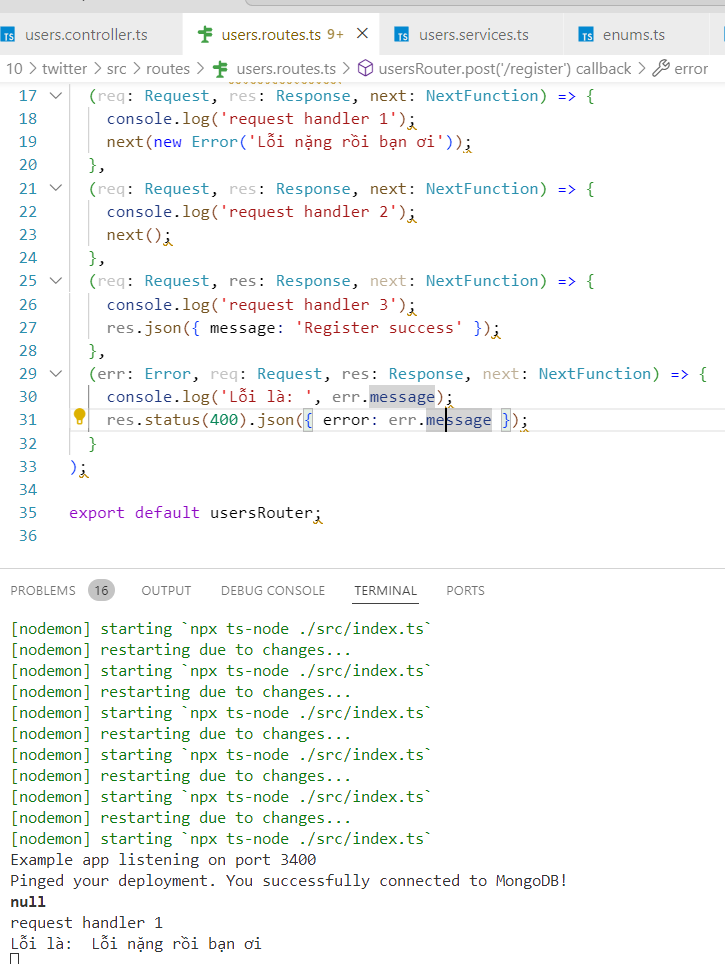 users.controller.ts users.routes.ts 9+ users.services.ts enums.ts
10 > twitter > src > routes > users.routes.ts > usersRouter.post('/register') callback > error
17 (req: Request, res: Response, next: NextFunction) => {
18 console.log('request handler 1');
19 next(new Error('Lỗi nặng rồi bạn ơi'));
20 },
21 (req: Request, res: Response, next: NextFunction) => {
22 console.log('request handler 2');
23 next();
24 },
25 (req: Request, res: Response, next: NextFunction) => {
26 console.log('request handler 3');
27 res.json({ message: 'Register success' });
28 },
29 (err: Error, req: Request, res: Response, next: NextFunction) => {
30 console.log('Lỗi là: ', err.message);
31 res.status(400).json({ error: err.message });
32 }
33 );
34
35 export default usersRouter;
36
PROBLEMS 16 OUTPUT DEBUG CONSOLE TERMINAL PORTS
[nodemon] starting `npx ts-node ./src/index.ts`
[nodemon] restarting due to changes...
[nodemon] starting `npx ts-node ./src/index.ts`
[nodemon] restarting due to changes...
[nodemon] starting `npx ts-node ./src/index.ts`
[nodemon] restarting due to changes...
[nodemon] starting `npx ts-node ./src/index.ts`
[nodemon] restarting due to changes...
[nodemon] starting `npx ts-node ./src/index.ts`
[nodemon] restarting due to changes...
[nodemon] starting `npx ts-node ./src/index.ts`
Example app listening on port 3400
Pinged your deployment. You successfully connected to MongoDB!
null
request handler 1
Lỗi là:  Lỗi nặng rồi bạn ơi